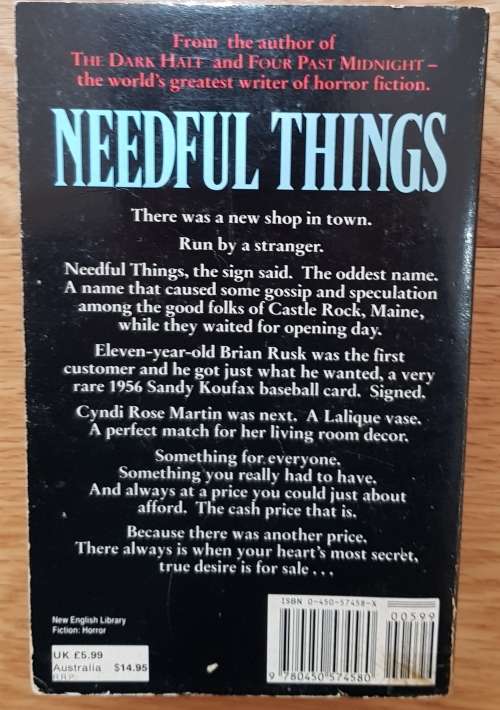 From the author of
THE DARK HALF and FOUR PAST MIDNIGHT –
the world's greatest writer of horror fiction.
NEEDFUL THINGS
There was a new shop in town.
Run by a stranger.
Needful Things, the sign said. The oddest name.
A name that caused some gossip and speculation
among the good folks of Castle Rock, Maine,
while they waited for opening day.
Eleven-year-old Brian Rusk was the first
customer and he got just what he wanted, a very
rare 1956 Sandy Koufax baseball card. Signed.
Cyndi Rose Martin was next. A Lalique vase.
A perfect match for her living room decor.
Something for everyone.
Something you really had to have.
And always at a price you could just about
afford. The cash price that is.
Because there was another price.
There always is when your heart's most secret,
true desire is for sale . . .
New English Library
Fiction: Horror
UK £5.99
Australia $14.95
R.R.P.
ISBN 0-450-57458-X
00599
9 780450 574580